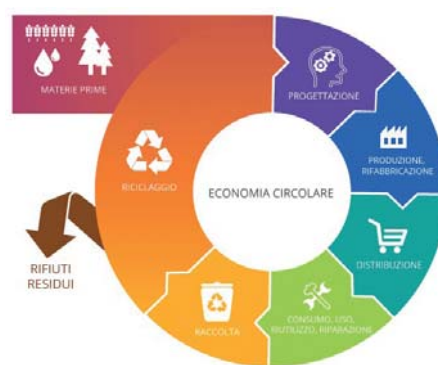 MATERIE PRIME
PROGETTAZIONE
PRODUZIONE,
RIFABBRICAZIONE
DISTRIBUZIONE
CONSUMO, USO,
RIUTILIZZO, RIPARAZIONE
RACCOLTA
RICICLAGGIO
RIFIUTI
RESIDUI
ECONOMIA CIRCOLARE